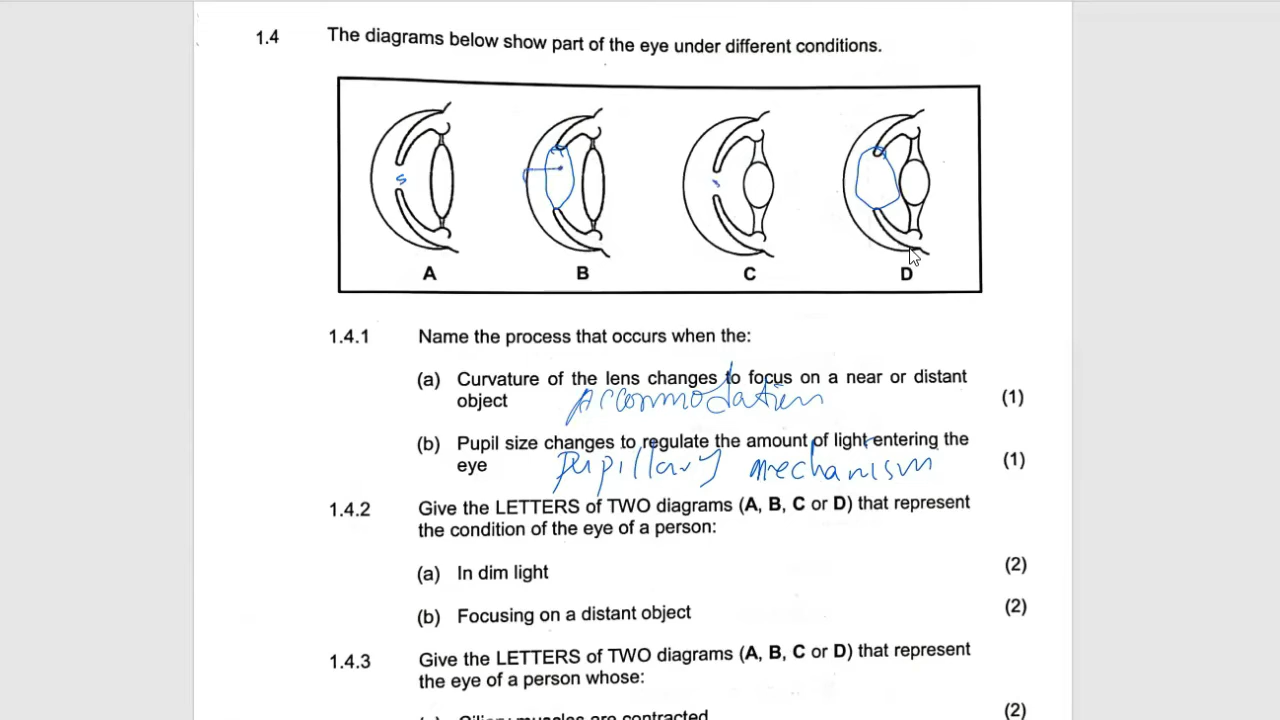 1.4 The diagrams below show part of the eye under different conditions.
S
A B C D
1.4.1 Name the process that occurs when the:
(a) Curvature of the lens changes to focus on a near or distant
object Accommodation (1)
(b) Pupil size changes to regulate the amount of light entering the
eye Pupillary mechanism (1)
1.4.2 Give the LETTERS of TWO diagrams (A, B, C or D) that represent
the condition of the eye of a person:
(a) In dim light (2)
(b) Focusing on a distant object (2)
1.4.3 Give the LETTERS of TWO diagrams (A, B, C or D) that represent
the eye of a person whose:
Ciliary muscles are contracted (2)